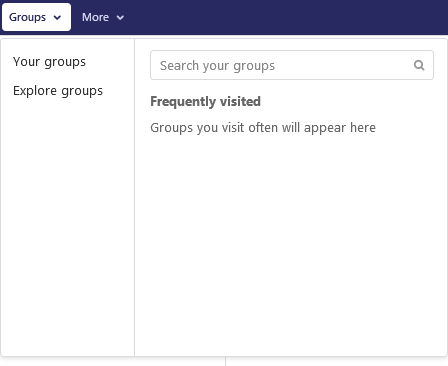 Groups More
Your groups
Explore groups
Search your groups
Frequently visited
Groups you visit often will appear here